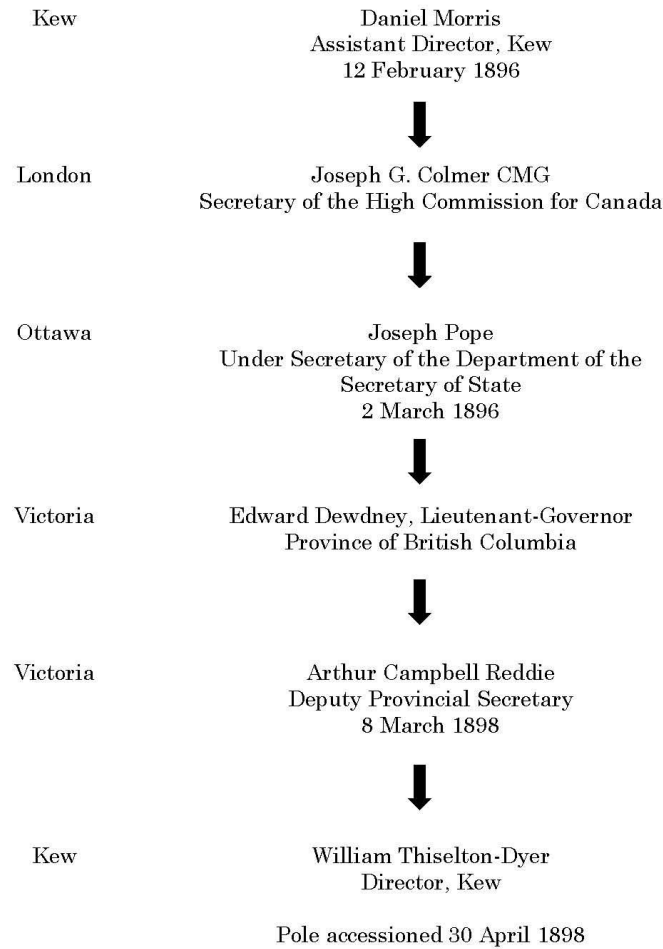 Kew Daniel Morris
Assistant Director, Kew
12 February 1896
London Joseph G. Colmer CMG
Secretary of the High Commission for Canada
Ottawa Joseph Pope
Under Secretary of the Department of the
Secretary of State
2 March 1896
Victoria Edward Dewdney, Lieutenant-Governor
Province of British Columbia
Victoria Arthur Campbell Reddie
Deputy Provincial Secretary
8 March 1898
Kew William Thiselton-Dyer
Director, Kew
Pole accessioned 30 April 1898